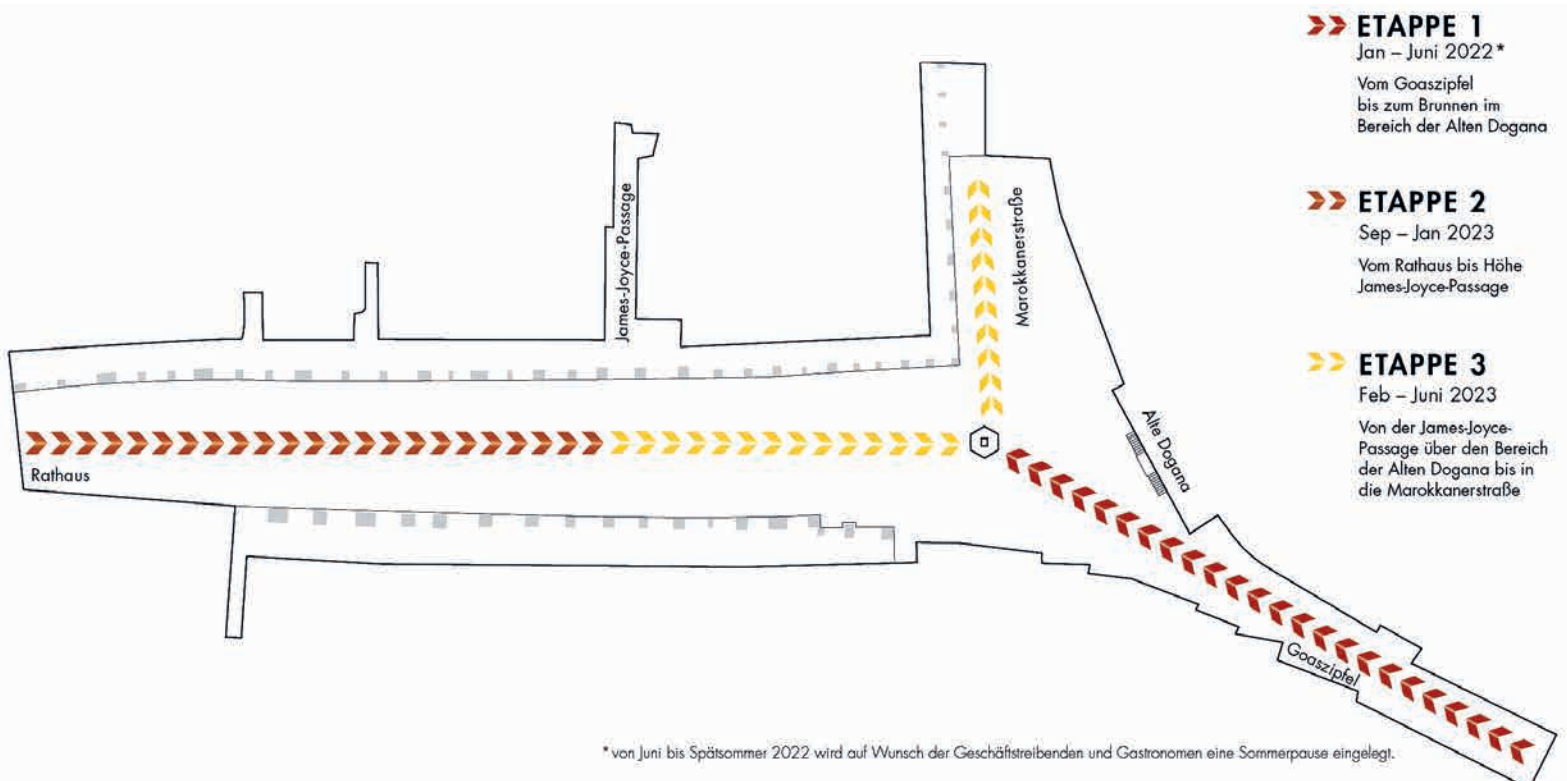 ETAPPE 1
Jan – Juni 2022*
Vom Goaszipfel
bis zum Brunnen im
Bereich der Alten Dogana
ETAPPE 2
Sep – Jan 2023
Vom Rathaus bis Höhe
James-Joyce-Passage
ETAPPE 3
Feb – Juni 2023
Von der James-Joyce-
Passage über den Bereich
der Alten Dogana bis in
die Marokkanerstraße
James-Joyce-Passage
Marokkanerstraße
Alte Dogana
Rathaus
Goaszipfel
* von Juni bis Spätsommer 2022 wird auf Wunsch der Geschäftstreibenden und Gastronomen eine Sommerpause eingelegt.